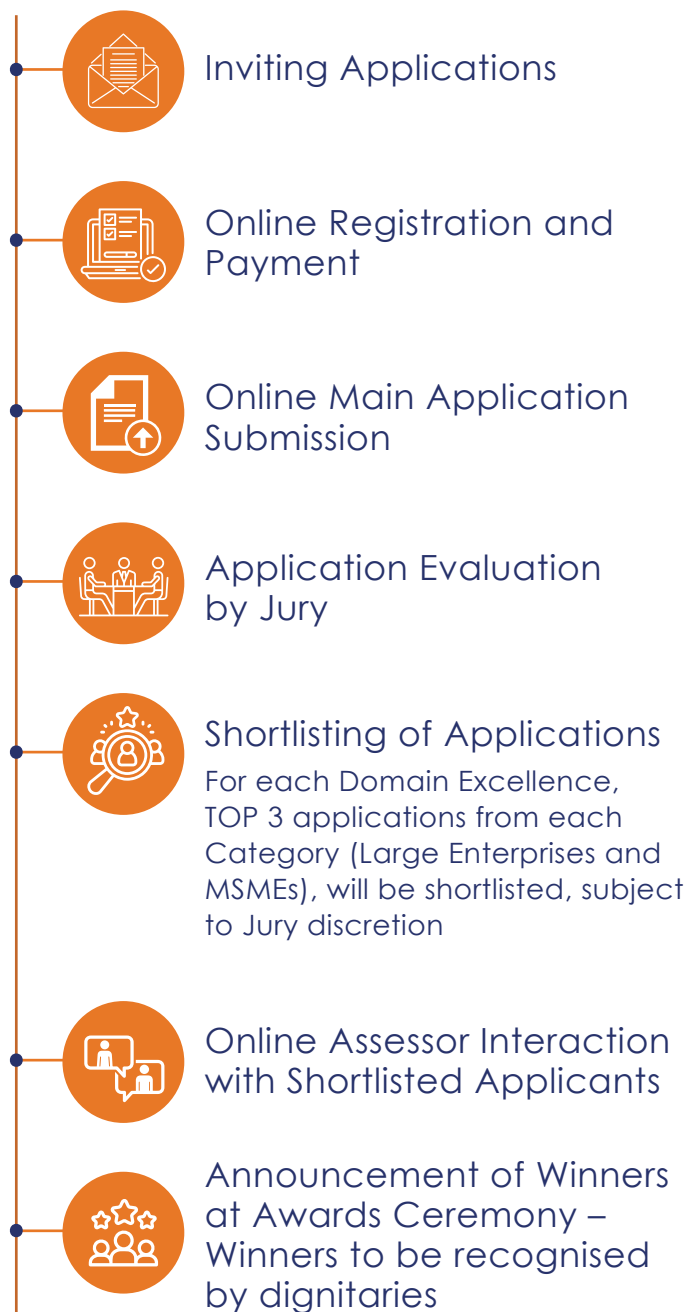 Inviting Applications
Online Registration and
Payment
Online Main Application
Submission
Application Evaluation
by Jury
Shortlisting of Applications
For each Domain Excellence,
TOP 3 applications from each
Category (Large Enterprises and
MSMEs), will be shortlisted, subject
to Jury discretion
Online Assessor Interaction
with Shortlisted Applicants
Announcement of Winners
at Awards Ceremony –
Winners to be recognised
by dignitaries